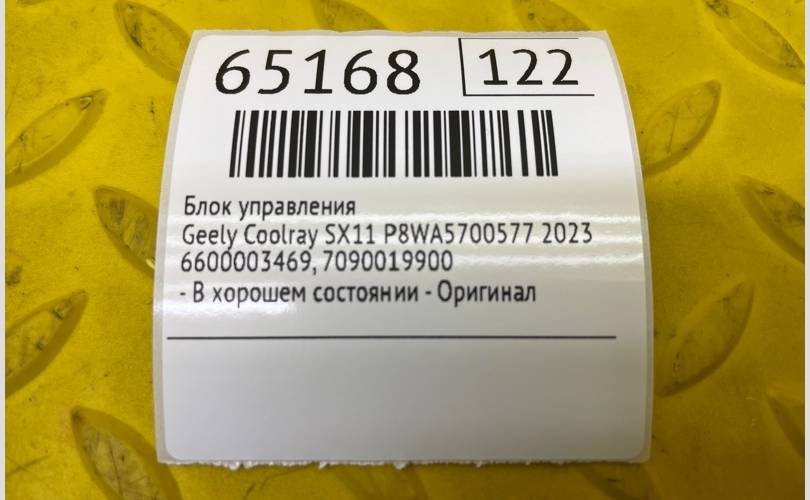 65168
122
Блок управления
Geely Coolray SX11 P8WA5700577 2023
6600003469, 7090019900
- В хорошем состоянии - Оригинал